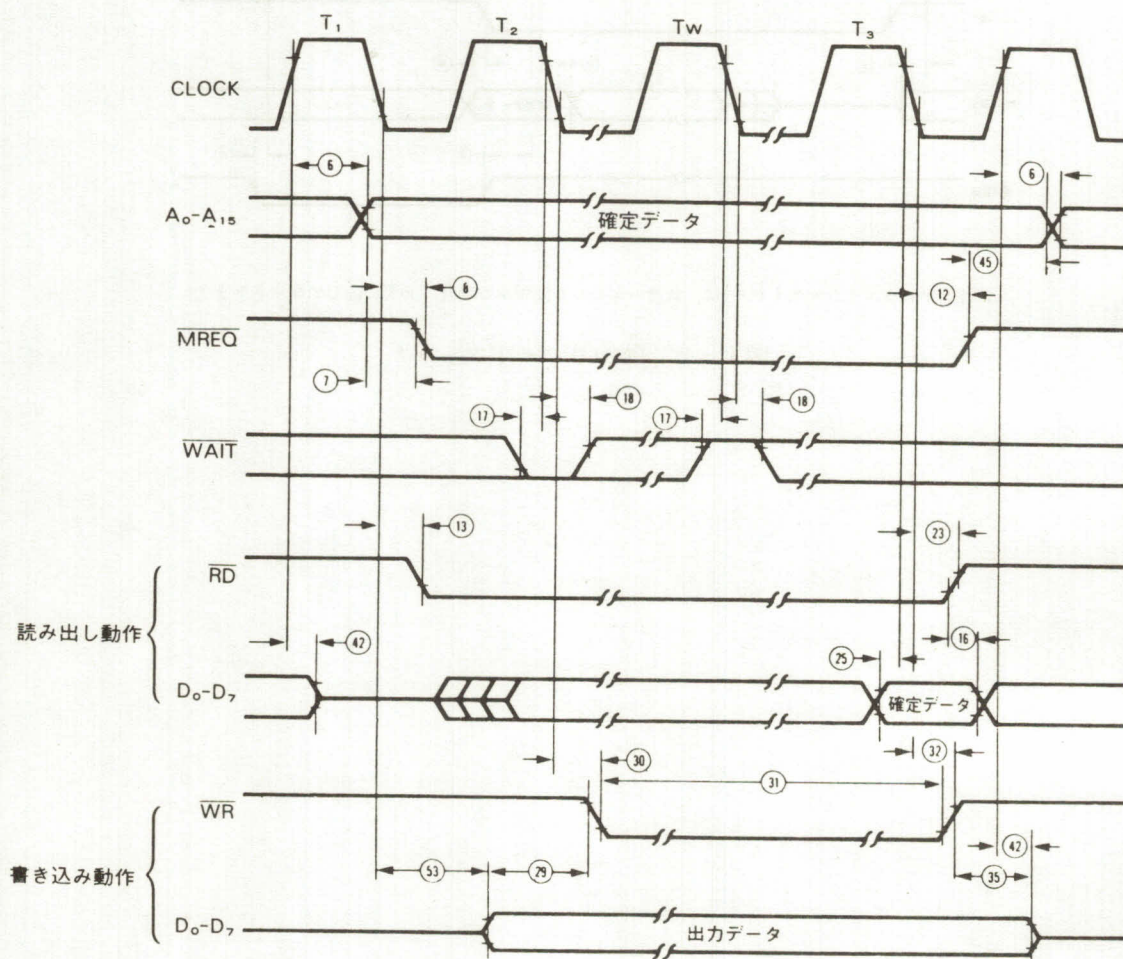 T₁ T₂ Tw T₃
CLOCK
⑥ ⑥
A₀-A₁₅ 確定データ
㊺
⑧ ⑫
MREQ
⑦
⑰ ⑱ ⑰ ⑱
WAIT
⑬ ㉓
RD
読み出し動作
㊷ ㉕ ⑯
D₀-D₇ 確定データ
㉚ ㉛ ㉜
WR
㊷
書き込み動作 53 ㉙ ㉟
D₀-D₇ 出力データ